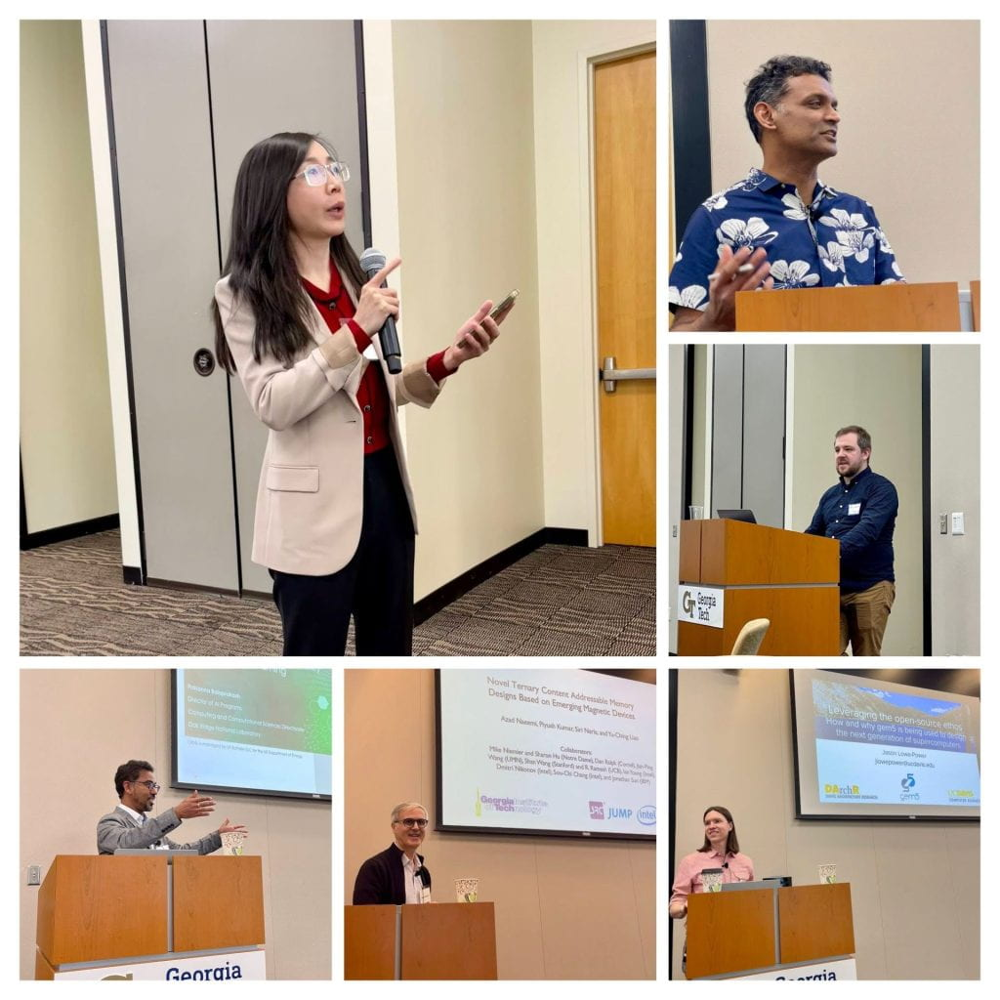 GT Georgia
Tech
Prasanna Balaprakash
Director of AI Programs
Computing and Computational Sciences Directorate
Oak Ridge National Laboratory
Georgia
Novel Ternary Content Addressable Memory
Designs Based on Emerging Magnetic Devices
Azad Naeemi, Piyush Kumar, Siri Narla, and Yu-Ching Liao
Collaborators:
Mike Niemier and Sharon Hu (Notre Dame), Dan Ralph (Cornell), Jian-Ping
Wang (UMN), Shan Wang (Stanford) and R. Ramesh (UCB), Ian Young (Intel),
Dmitri Nikonov (Intel), Sou-Chi Chang (Intel), and Jonathan Sun (IBM)
Georgia Institute
of Technology
SRC
JUMP
intel
Leveraging the open-source ethos
How and why gem5 is being used to design
the next generation of supercomputers
Jason Lowe-Power
jlowepower@ucdavis.edu
DArchR
DAVIS ARCHITECTURE RESEARCH
gem5
UC DAVIS
COMPUTER SCIENCE
Georgia